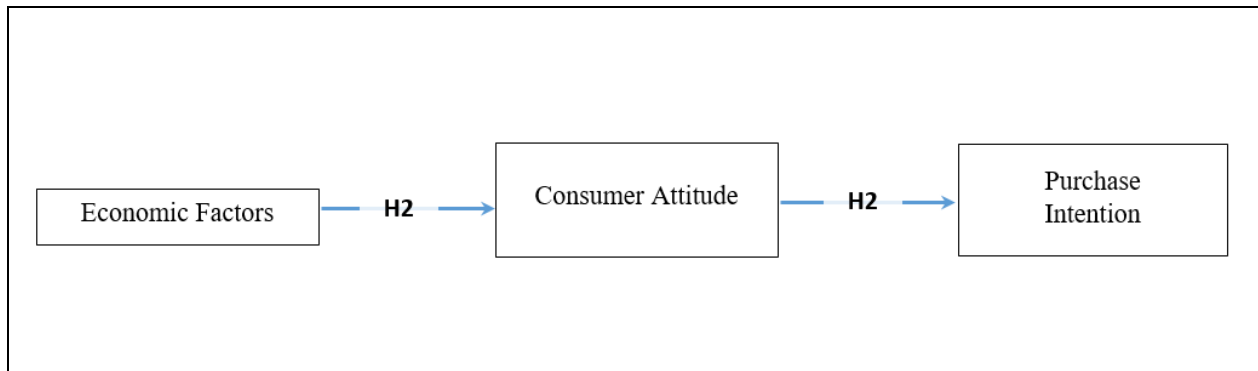 Economic Factors
H2
Consumer Attitude
H2
Purchase
Intention